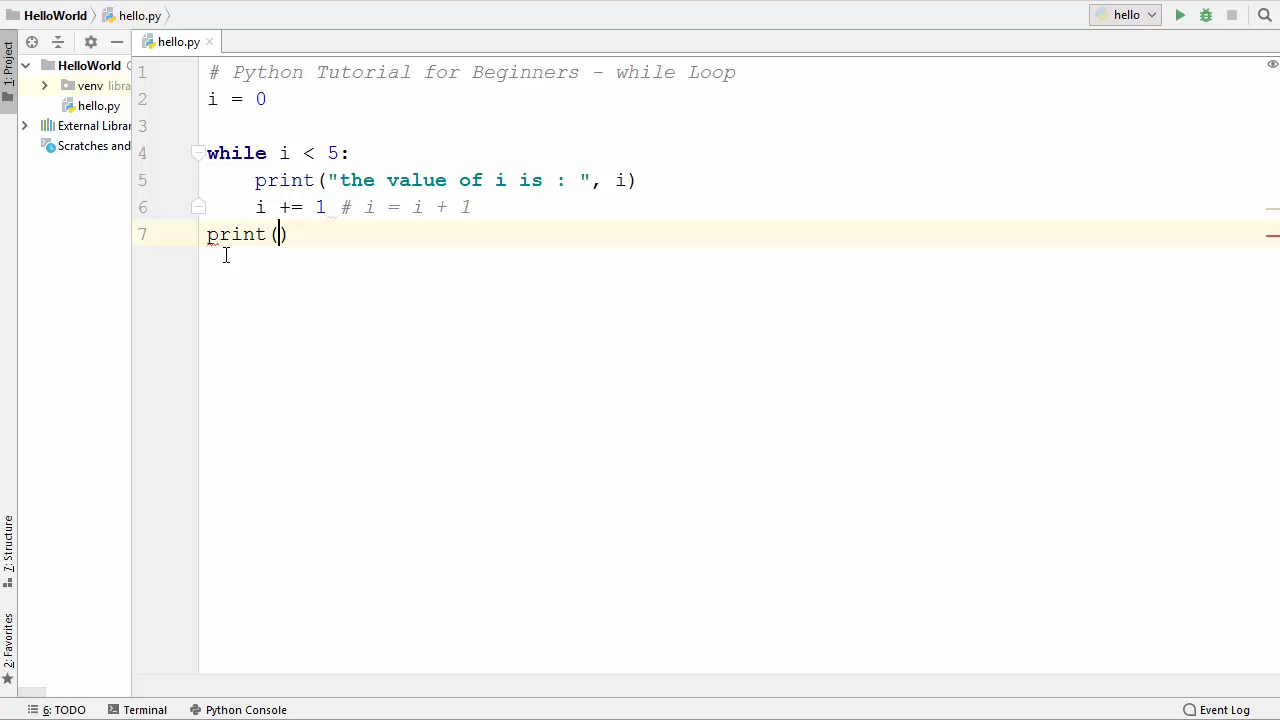 HelloWorld hello.py hello
1: Project
hello.py
HelloWorld
venv libra
hello.py
External Librar
Scratches and
1 # Python Tutorial for Beginners - while Loop
2 i = 0
3
4 while i < 5:
5 print("the value of i is : ", i)
6 i += 1 # i = i + 1
7 print()
7: Structure
2: Favorites
6: TODO Terminal Python Console Event Log